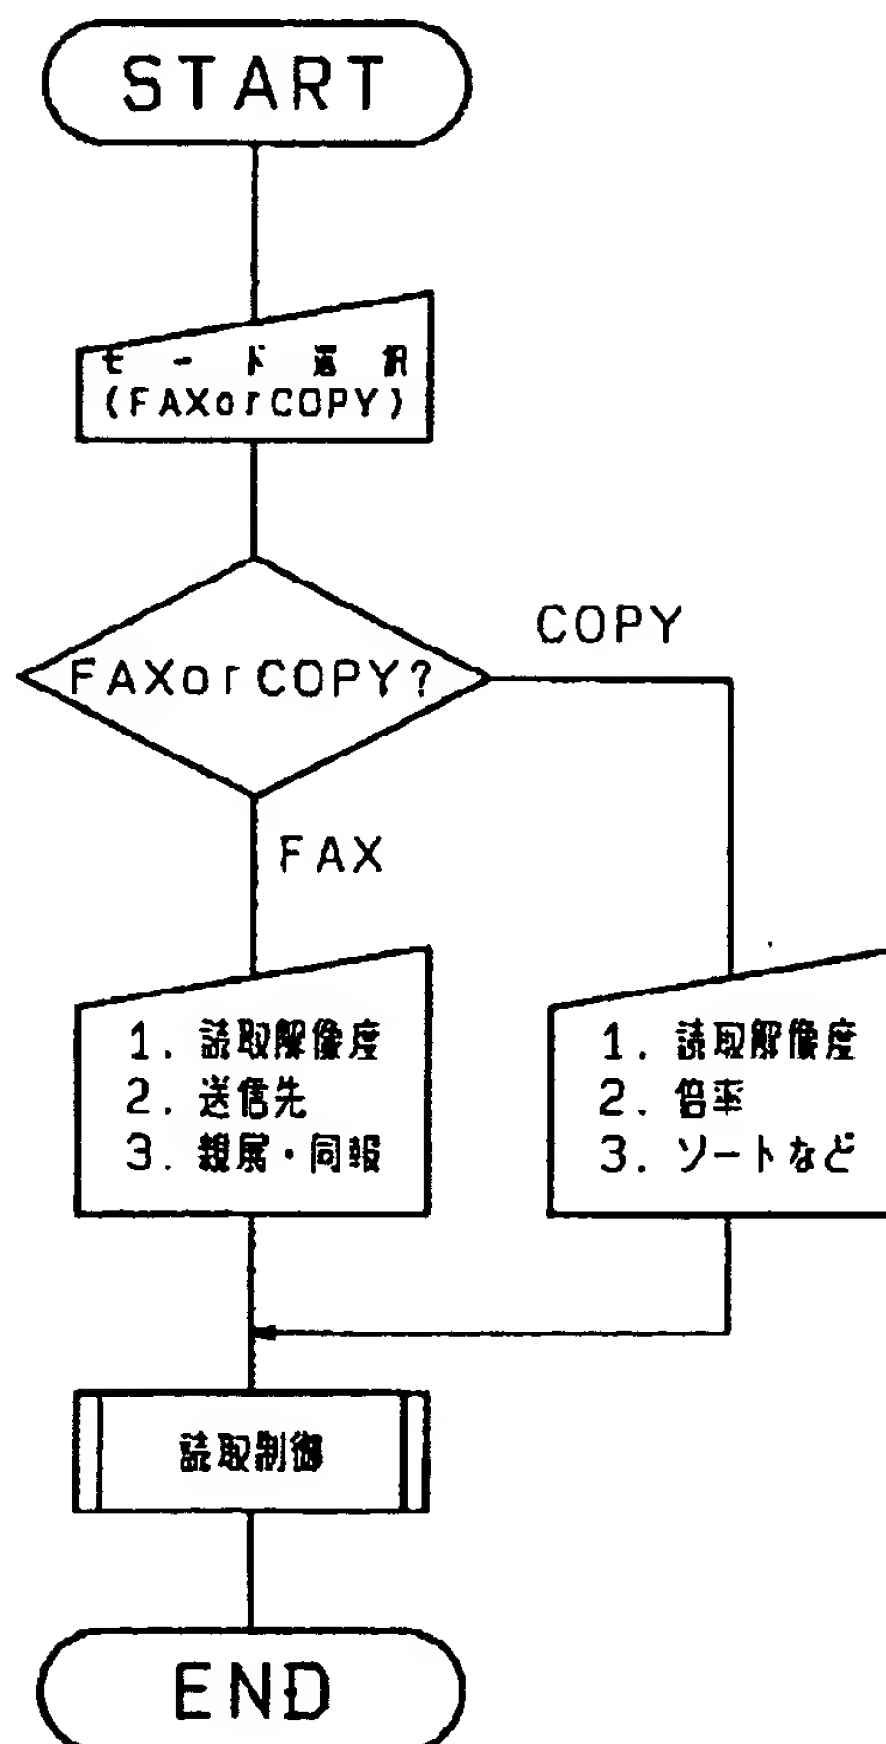 START
モード選択
(FAXorCOPY)
FAXorCOPY?
COPY
FAX
1. 読取解像度
2. 送信先
3. 親展・同報
1. 読取解像度
2. 倍率
3. ソートなど
読取制御
END